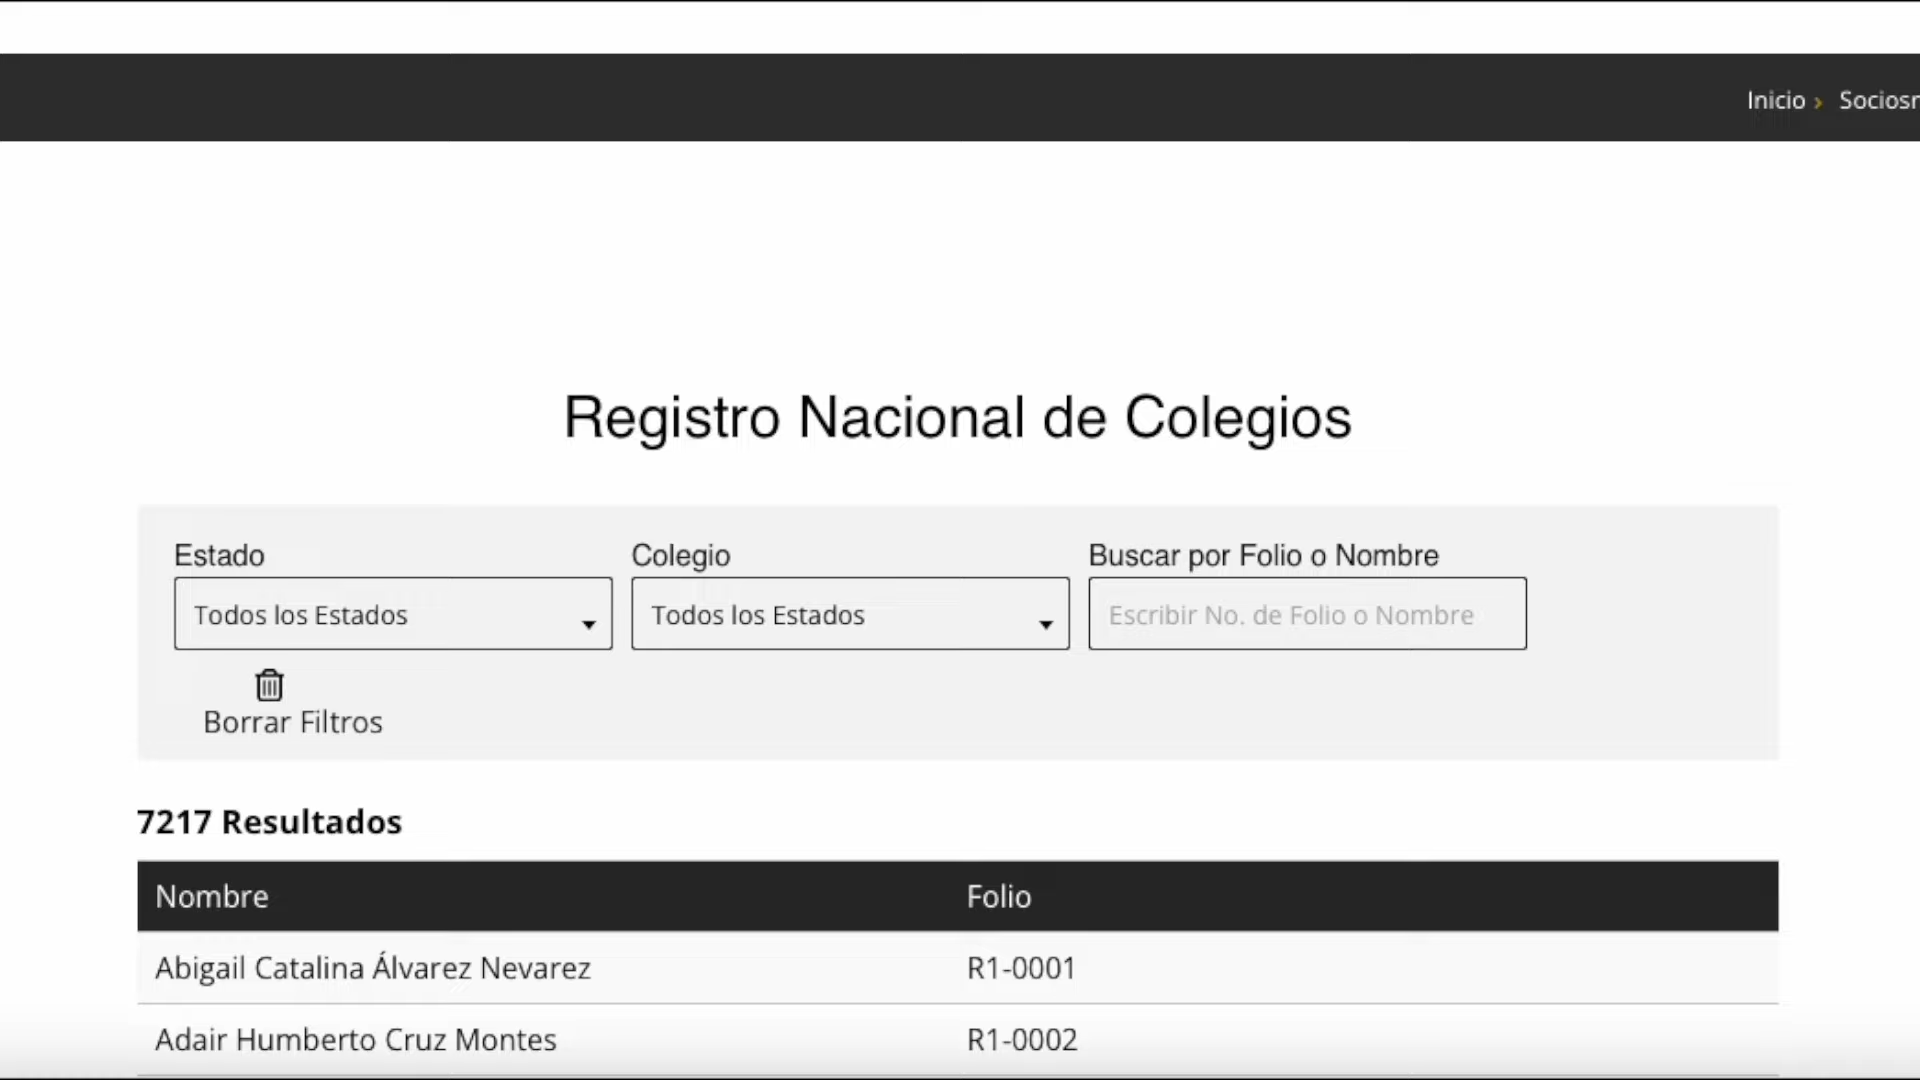 Inicio › Socios
Registro Nacional de Colegios
Estado Colegio Buscar por Folio o Nombre
Todos los Estados Todos los Estados Escribir No. de Folio o Nombre
Borrar Filtros
7217 Resultados
Nombre Folio
Abigail Catalina Álvarez Nevarez R1-0001
Adair Humberto Cruz Montes R1-0002